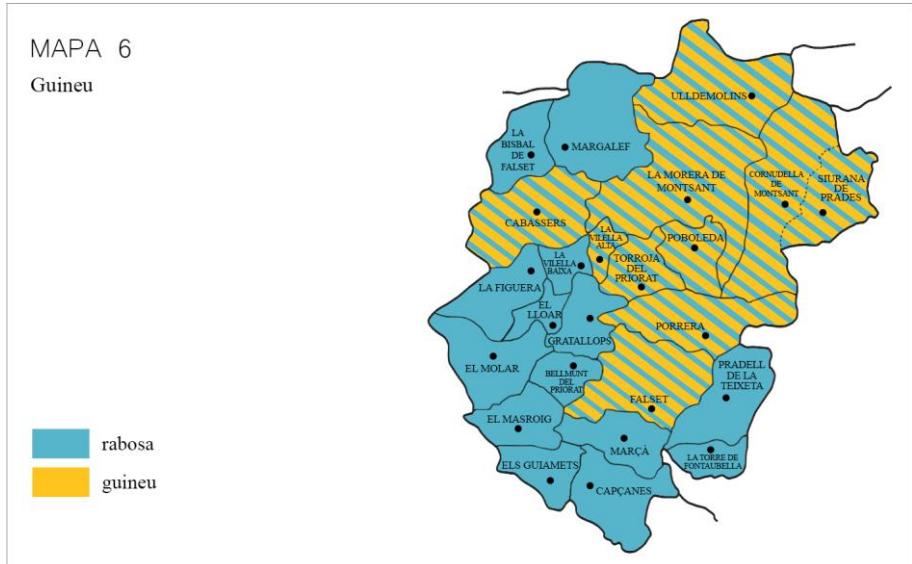 MAPA 6
Guineu
ULLDEMOLINS
LA
BISBAL
DE
FALSET
MARGALEF
LA MORERA DE
MONTSANT
CORNUDELLA
DE
MONTSANT
SIURANA
DE
PRADES
CABASSERS
LA
VILELLA
ALTA
POBOLEDA
LA
VILELLA
BAIXA
TORROJA
DEL
PRIORAT
LA FIGUERA
EL
LLOAR
GRATALLOPS
PORRERA
EL MOLAR
BELLMUNT
DEL
PRIORAT
PRADELL
DE LA
TEIXETA
FALSET
EL MASROIG
MARÇÀ
LA TORRE DE
FONTAUBELLA
ELS GUIAMETS
CAPÇANES
rabosa
guineu